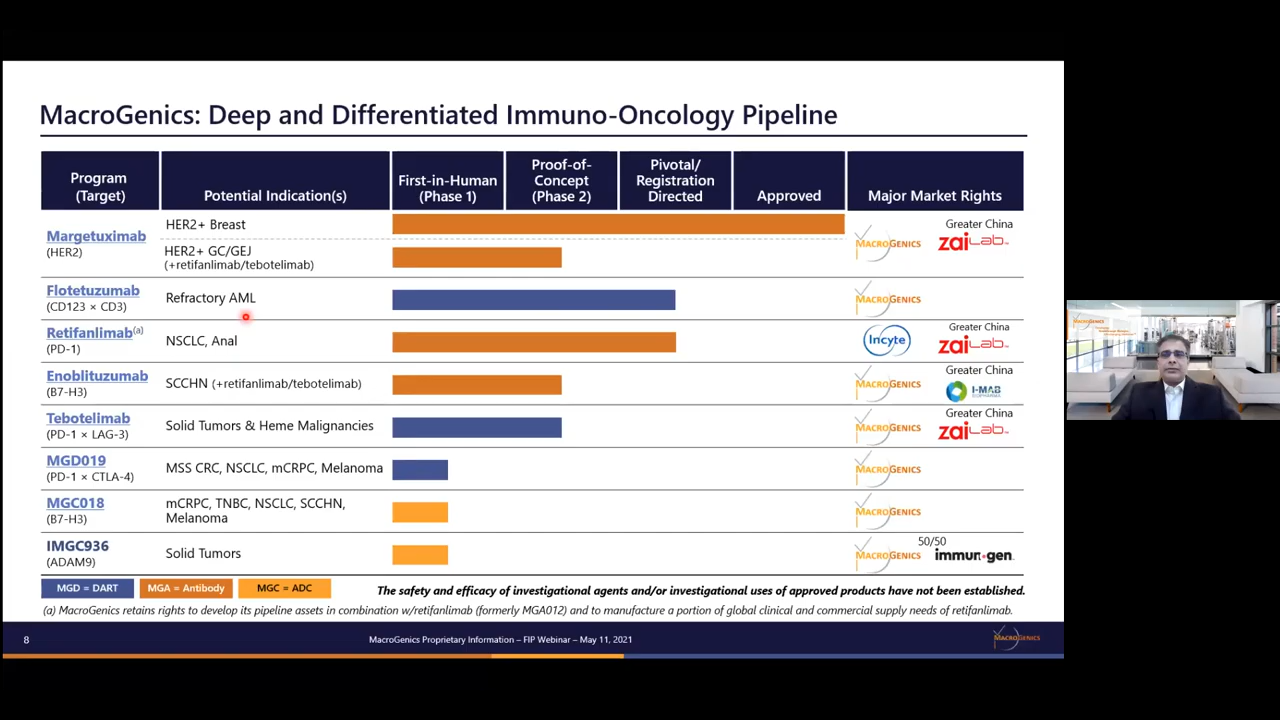 MacroGenics: Deep and Differentiated Immuno-Oncology Pipeline
Program
(Target)
Potential Indication(s)
First-in-Human
(Phase 1)
Proof-of-
Concept
(Phase 2)
Pivotal/
Registration
Directed
Approved
Major Market Rights
Margetuximab
(HER2)
HER2+ Breast
HER2+ GC/GEJ
(+retifanlimab/tebotelimab)
MACROGENICS
Greater China
zai Lab
Flotetuzumab
(CD123 × CD3)
Refractory AML
MACROGENICS
Retifanlimab(a)
(PD-1)
NSCLC, Anal
Incyte
Greater China
zai Lab
Enoblituzumab
(B7-H3)
SCCHN (+retifanlimab/tebotelimab)
MACROGENICS
Greater China
I-MAB
BIOPHARMA
Tebotelimab
(PD-1 × LAG-3)
Solid Tumors & Heme Malignancies
MACROGENICS
Greater China
zai Lab
MGD019
(PD-1 × CTLA-4)
MSS CRC, NSCLC, mCRPC, Melanoma
MACROGENICS
MGC018
(B7-H3)
mCRPC, TNBC, NSCLC, SCCHN,
Melanoma
MACROGENICS
IMGC936
(ADAM9)
Solid Tumors
50/50
MACROGENICS
immunogen
MGD = DART
MGA = Antibody
MGC = ADC
The safety and efficacy of investigational agents and/or investigational uses of approved products have not been established.
(a) MacroGenics retains rights to develop its pipeline assets in combination w/retifanlimab (formerly MGA012) and to manufacture a portion of global clinical and commercial supply needs of retifanlimab.
8
MacroGenics Proprietary Information – FIP Webinar – May 11, 2021
MACROGENICS
MACROGENICS